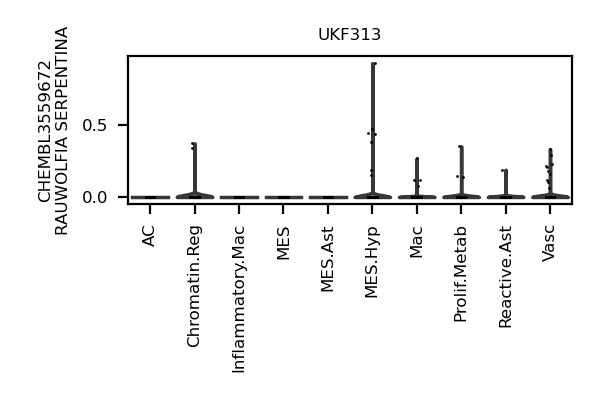 UKF313
CHEMBL3559672
RAUWOLFIA SERPENTINA
0.5
0.0
AC
Chromatin.Reg
Inflammatory.Mac
MES
MES.Ast
MES.Hyp
Mac
Prolif.Metab
Reactive.Ast
Vasc